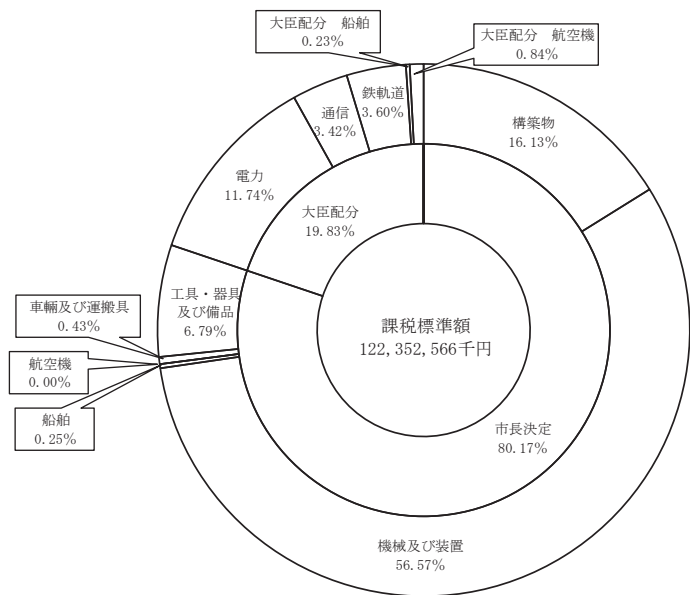 大臣配分　船舶
0.23%
大臣配分　航空機
0.84%
鉄軌道
3.60%
通信
3.42%
構築物
16.13%
電力
11.74%
大臣配分
19.83%
工具・器具
及び備品
6.79%
車輛及び運搬具
0.43%
航空機
0.00%
船舶
0.25%
課税標準額
122,352,566千円
市長決定
80.17%
機械及び装置
56.57%